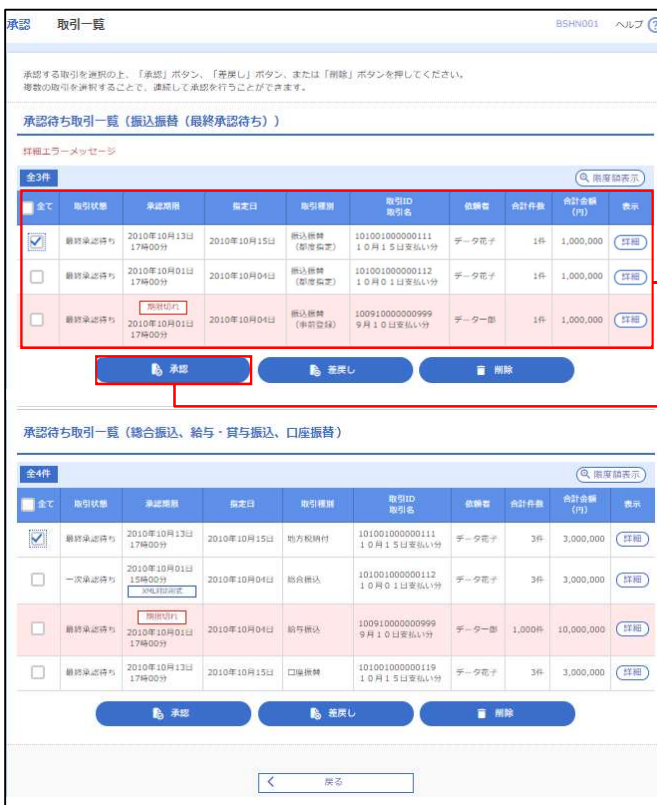 承認 取引一覧 BSHN001 ヘルプ ?
承認する取引を選択の上、「承認」ボタン、「差戻し」ボタン、または「削除」ボタンを押してください。
複数の取引を選択することで、連続して承認を行うことができます。
承認待ち取引一覧（振込振替（最終承認待ち））
詳細エラーメッセージ
全3件 限度額表示
全て 取引状態 承認期限 指定日 取引種別 取引ID 依頼者 合計件数 合計金額 表示
取引名 (円)
最終承認待ち 2010年10月13日 2010年10月15日 振込振替 101001000000111 データ花子 1件 1,000,000 詳細
17時00分 （都度指定） １０月１５日支払い分
最終承認待ち 2010年10月01日 2010年10月04日 振込振替 101001000000112 データ花子 1件 1,000,000 詳細
17時00分 （都度指定） １０月０１日支払い分
期限切れ
最終承認待ち 2010年10月01日 2010年10月04日 振込振替 100910000000999 データ一郎 1件 1,000,000 詳細
17時00分 （事前登録） ９月１０日支払い分
承認 差戻し 削除
承認待ち取引一覧（総合振込、給与・賞与振込、口座振替）
全4件 限度額表示
全て 取引状態 承認期限 指定日 取引種別 取引ID 依頼者 合計件数 合計金額 表示
取引名 (円)
最終承認待ち 2010年10月13日 2010年10月15日 地方税納付 101001000000111 データ花子 3件 3,000,000 詳細
17時00分 １０月１５日支払い分
一次承認待ち 2010年10月01日 2010年10月04日 総合振込 101001000000112 データ花子 3件 3,000,000 詳細
15時00分 １０月０１日支払い分
XML対応形式
期限切れ
最終承認待ち 2010年10月01日 2010年10月04日 給与振込 100910000000999 データ一郎 1,000件 10,000,000 詳細
17時00分 ９月１０日支払い分
最終承認待ち 2010年10月13日 2010年10月15日 口座振替 101001000000119 データ花子 3件 3,000,000 詳細
17時00分 １０月１５日支払い分
承認 差戻し 削除
戻る